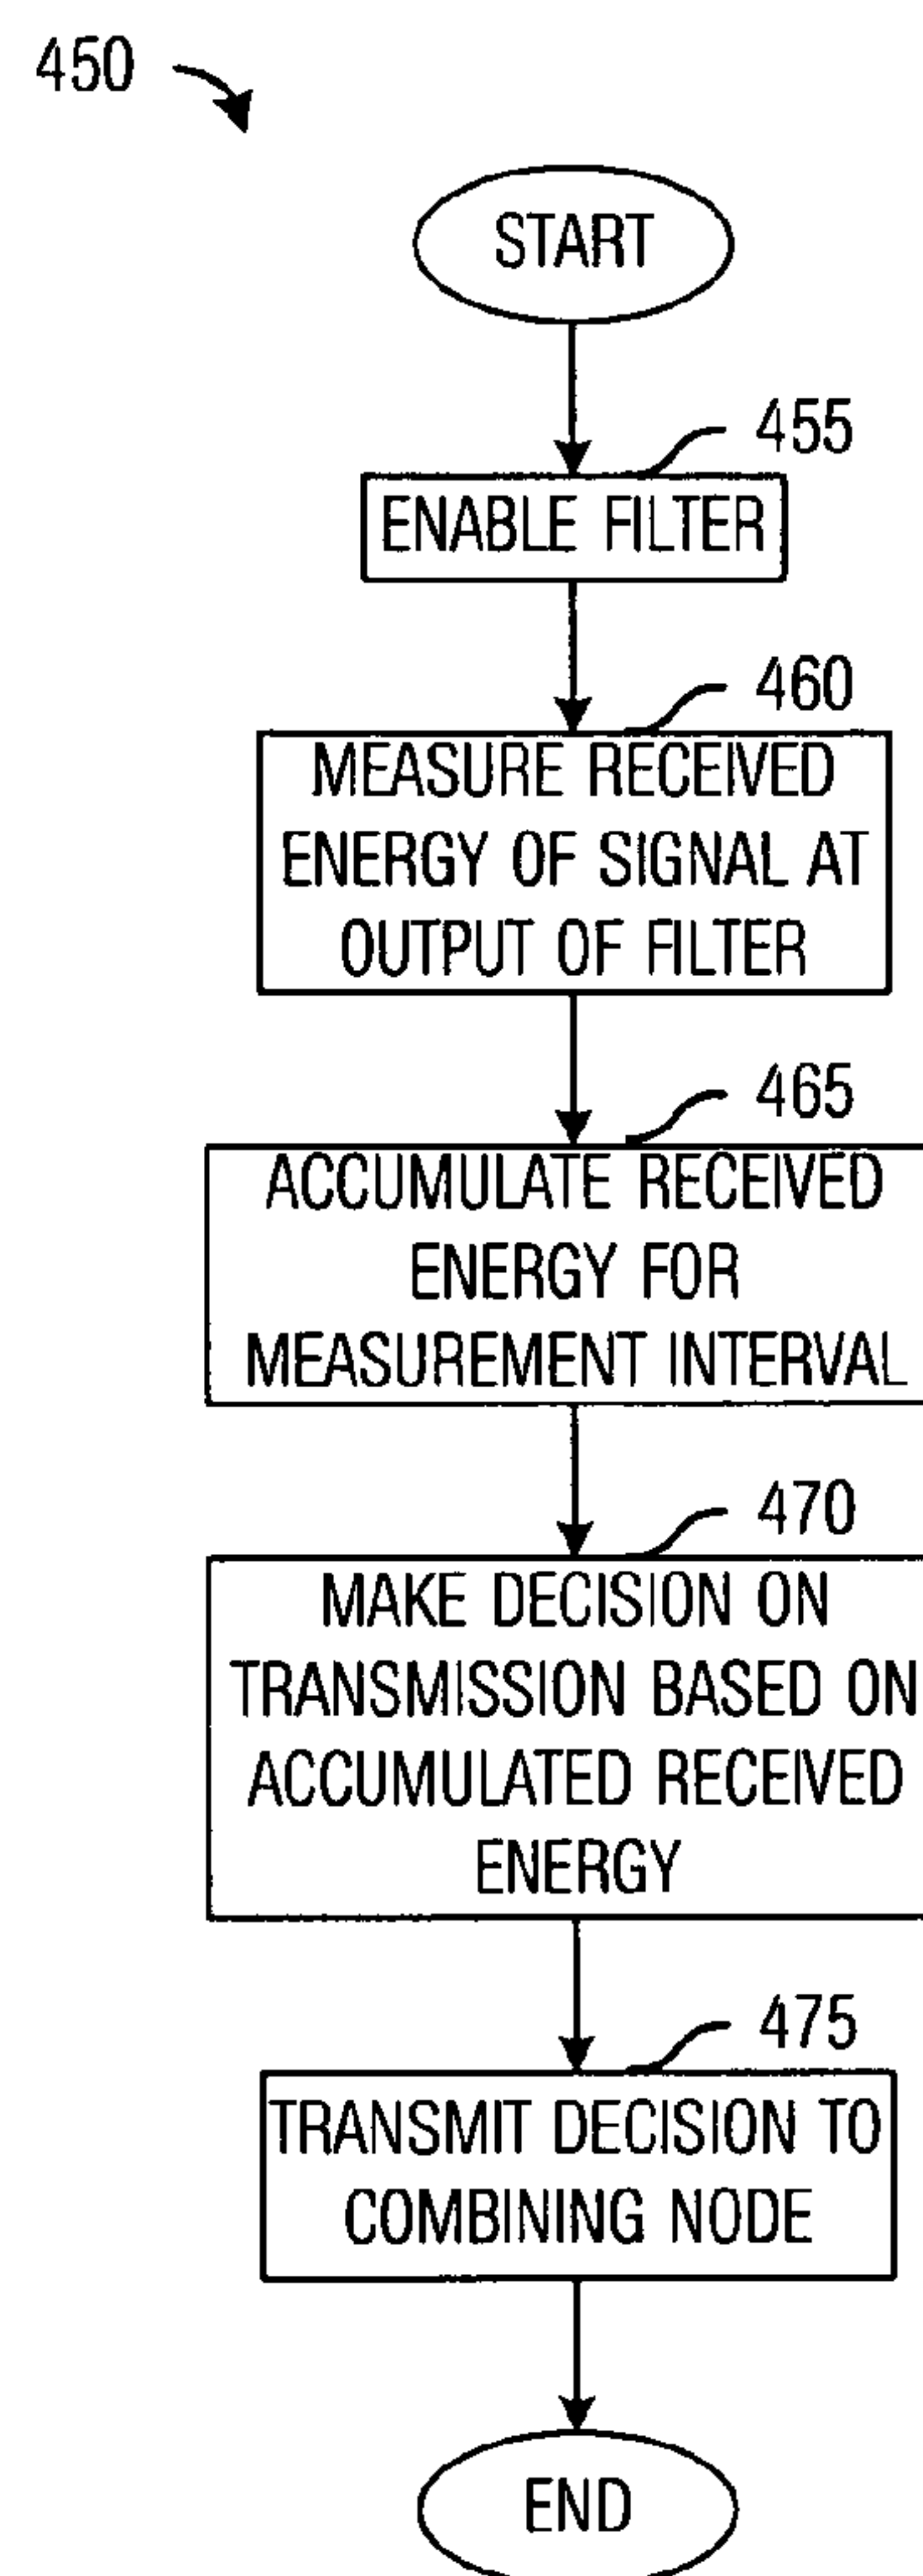 450
START
455
ENABLE FILTER
460
MEASURE RECEIVED
ENERGY OF SIGNAL AT
OUTPUT OF FILTER
465
ACCUMULATE RECEIVED
ENERGY FOR
MEASUREMENT INTERVAL
470
MAKE DECISION ON
TRANSMISSION BASED ON
ACCUMULATED RECEIVED
ENERGY
475
TRANSMIT DECISION TO
COMBINING NODE
END